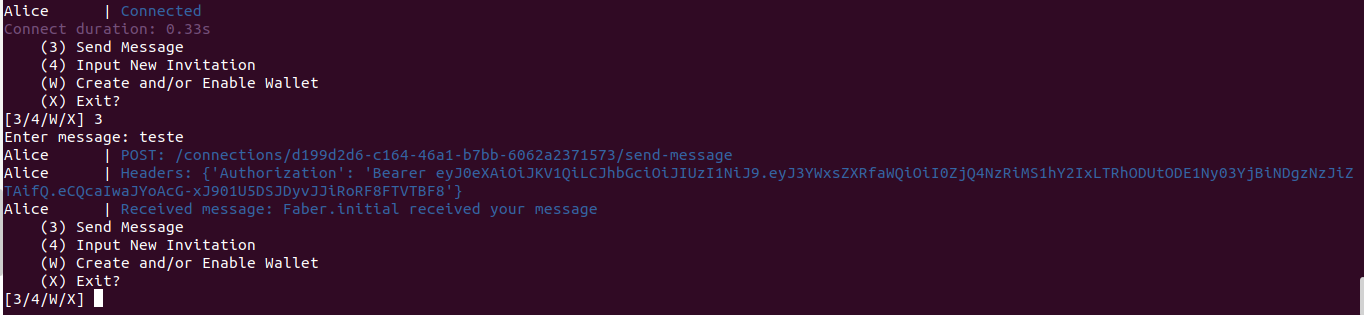 Alice      | Connected
Connect duration: 0.33s
    (3) Send Message
    (4) Input New Invitation
    (W) Create and/or Enable Wallet
    (X) Exit?
[3/4/W/X] 3
Enter message: teste
Alice      | POST: /connections/d199d2d6-c164-46a1-b7bb-6062a2371573/send-message
Alice      | Headers: {'Authorization': 'Bearer eyJ0eXAiOiJKV1QiLCJhbGciOiJIUzI1NiJ9.eyJ3YWxsZXRfaWQiOiI0ZjQ4NzRiMS1hY2IxLTRhODUtODE1Ny03YjBiNDgzNzJiZ
TAifQ.eCQcaIwaJYoAcG-xJ901U5DSJDyvJJiRoRF8FTVTBF8'}
Alice      | Received message: Faber.initial received your message
    (3) Send Message
    (4) Input New Invitation
    (W) Create and/or Enable Wallet
    (X) Exit?
[3/4/W/X]